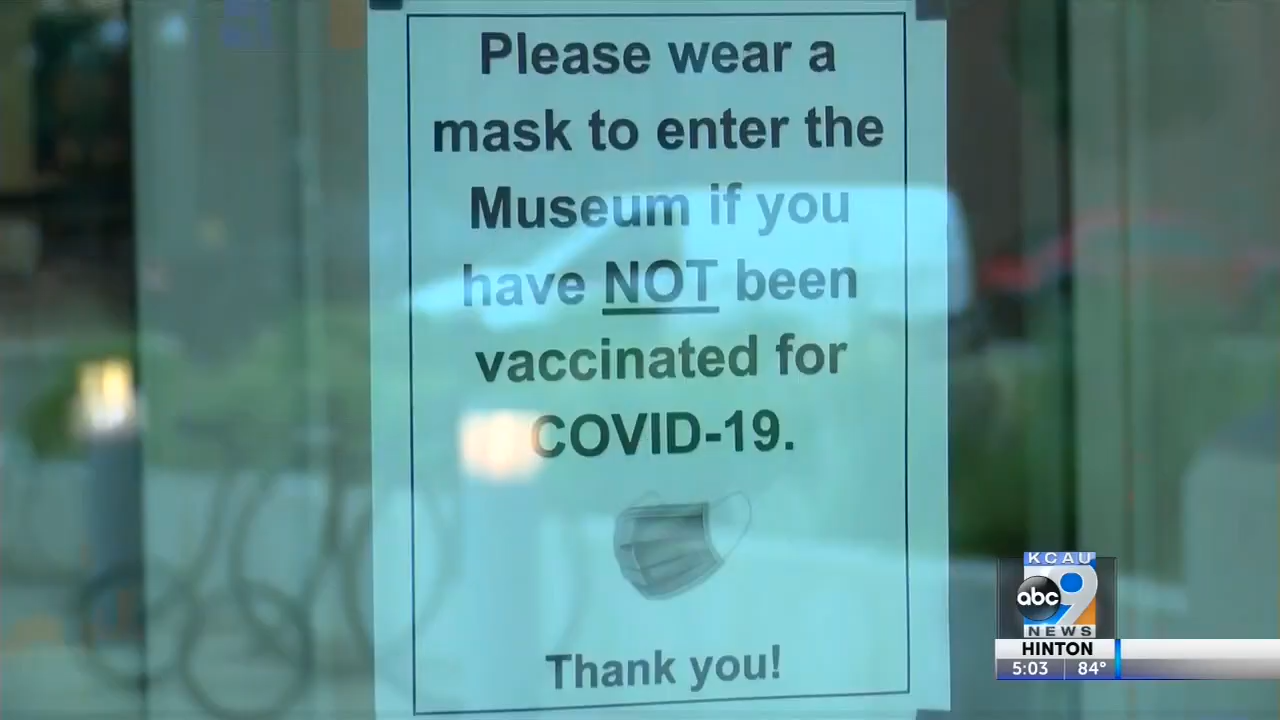 Please wear a
mask to enter the
Museum if you
have NOT been
vaccinated for
COVID-19.
Thank you!
KCAU
abc 9
NEWS
HINTON
5:03 84°